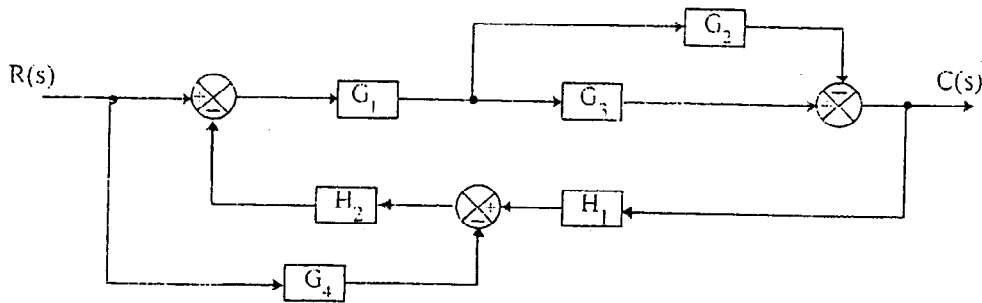 G₂
R(s)
C(s)
+
−
G₁
G₃
+
−
H₂
+
−
H₁
G₄